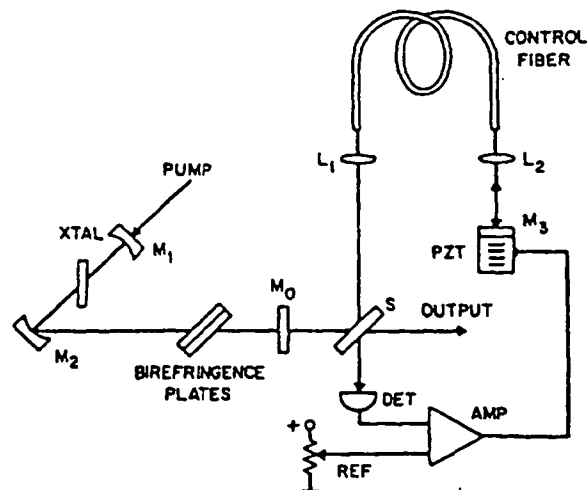 CONTROL
FIBER
L₁
L₂
PUMP
XTAL
M₁
M₃
PZT
M₀
S
OUTPUT
M₂
BIREFRINGENCE
PLATES
DET
AMP
+
REF